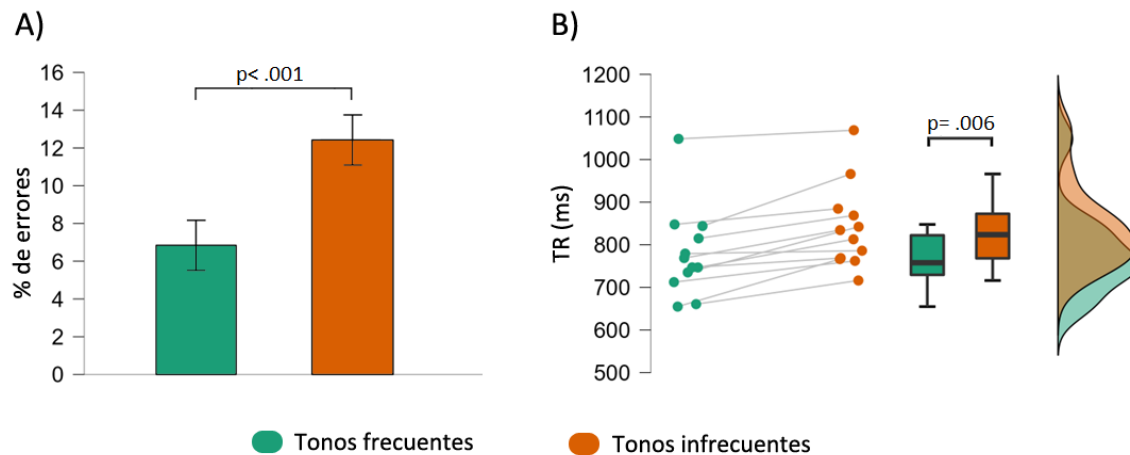 A)
p< .001
% de errores
16
14
12
10
8
6
4
2
0
B)
p= .006
TR (ms)
1200
1100
1000
900
800
700
600
500
Tonos frecuentes
Tonos infrecuentes